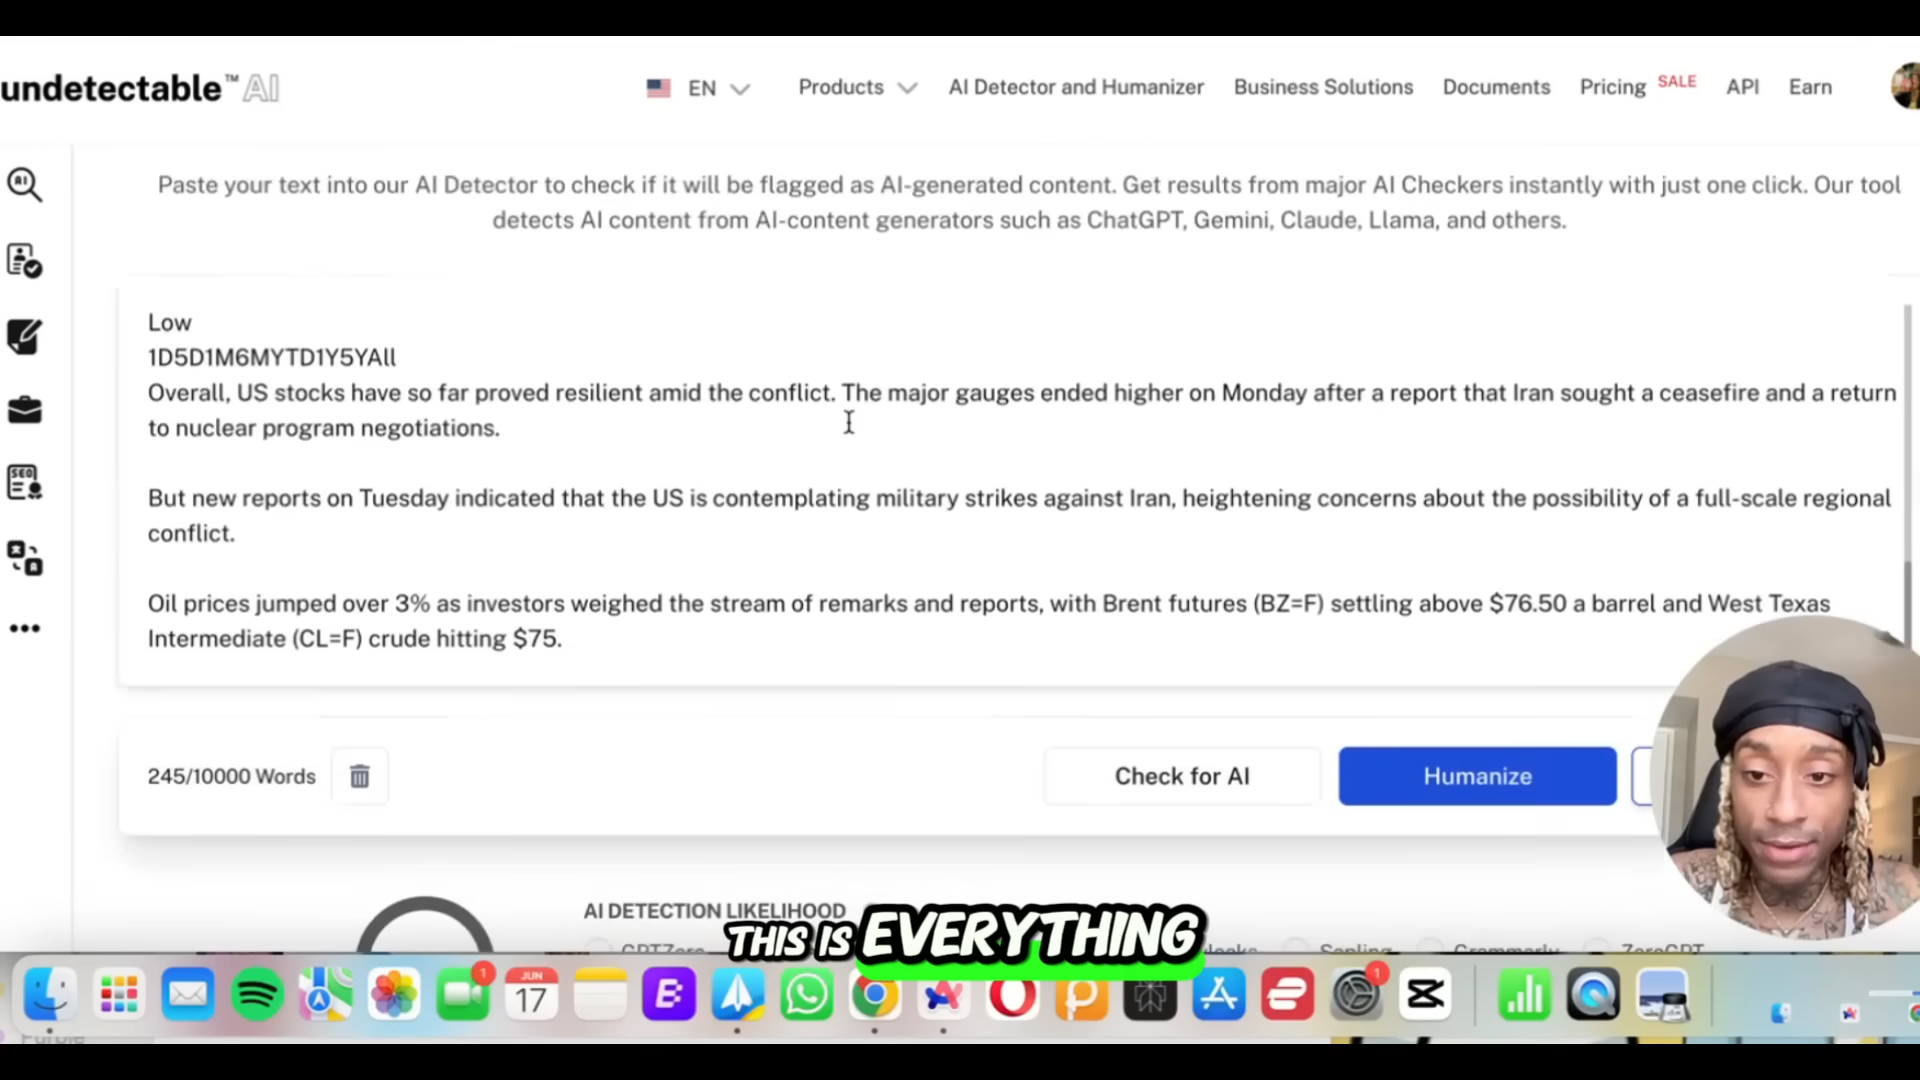 undetectable™ AI
EN
Products
AI Detector and Humanizer
Business Solutions
Documents
Pricing SALE
API
Earn
Paste your text into our AI Detector to check if it will be flagged as AI-generated content. Get results from major AI Checkers instantly with just one click. Our tool
detects AI content from AI-content generators such as ChatGPT, Gemini, Claude, Llama, and others.
Low
1D5D1M6MYTD1Y5YAll
Overall, US stocks have so far proved resilient amid the conflict. The major gauges ended higher on Monday after a report that Iran sought a ceasefire and a return
to nuclear program negotiations.
But new reports on Tuesday indicated that the US is contemplating military strikes against Iran, heightening concerns about the possibility of a full-scale regional
conflict.
Oil prices jumped over 3% as investors weighed the stream of remarks and reports, with Brent futures (BZ=F) settling above $76.50 a barrel and West Texas
Intermediate (CL=F) crude hitting $75.
245/10000 Words
Check for AI
Humanize
AI DETECTION LIKELIHOOD
THIS IS EVERYTHING
GPTZero
Sapling
Grammarly
ZeroGPT
AI
SEO
1
JUN
17
1